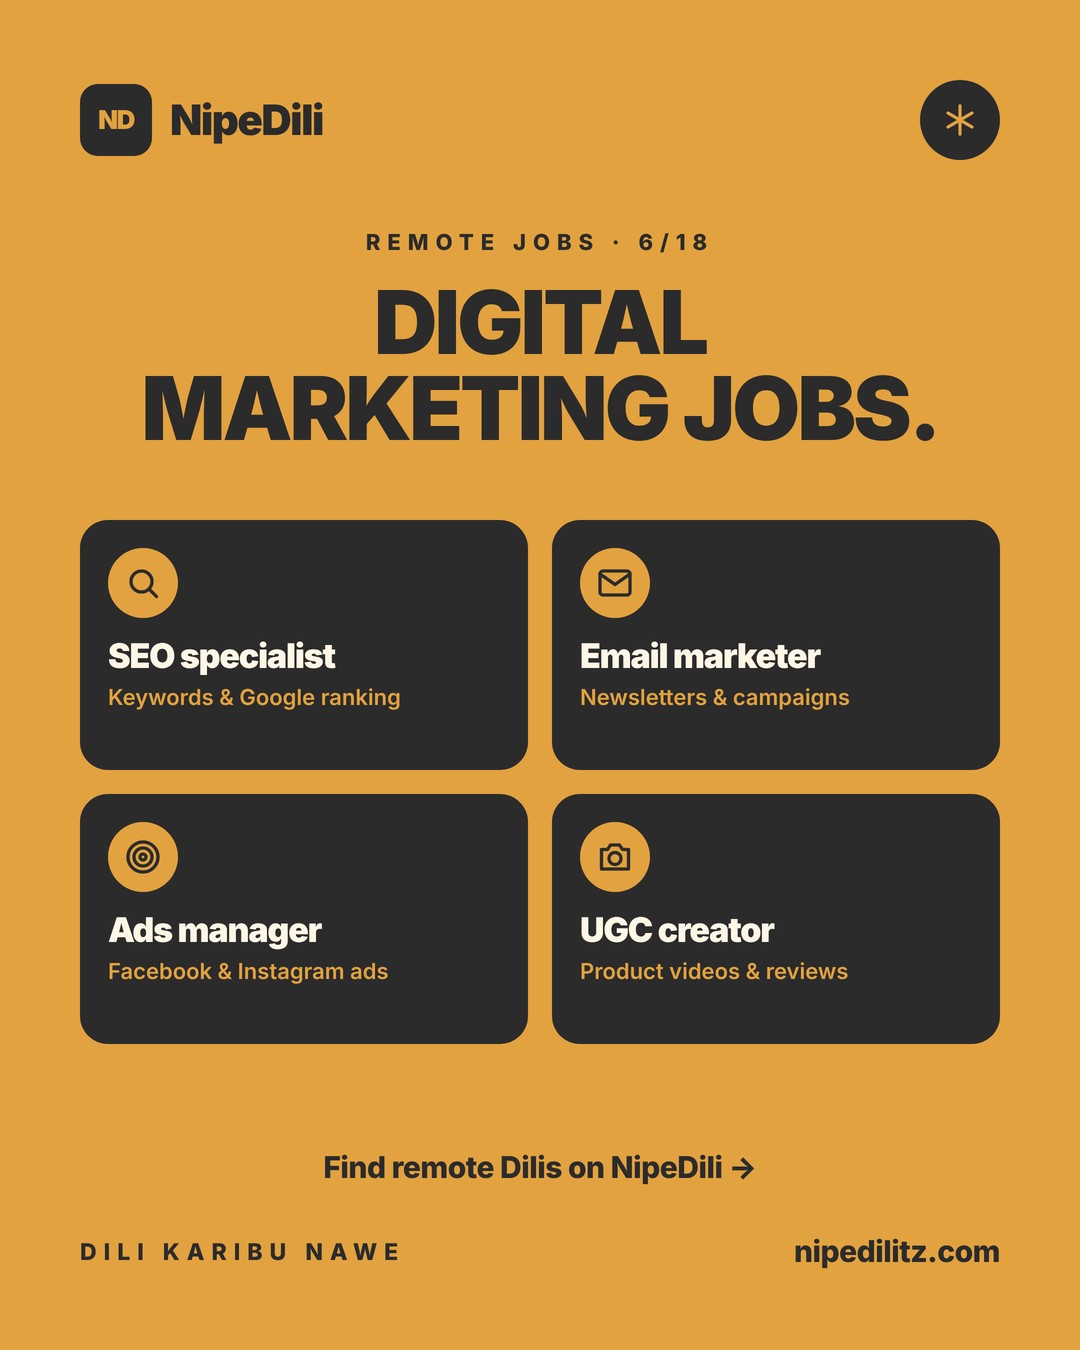 ND NipeDili
REMOTE JOBS · 6/18
DIGITAL
MARKETING JOBS.
SEO specialist
Keywords & Google ranking
Email marketer
Newsletters & campaigns
Ads manager
Facebook & Instagram ads
UGC creator
Product videos & reviews
Find remote Dilis on NipeDili →
DILI KARIBU NAWE
nipedilitz.com